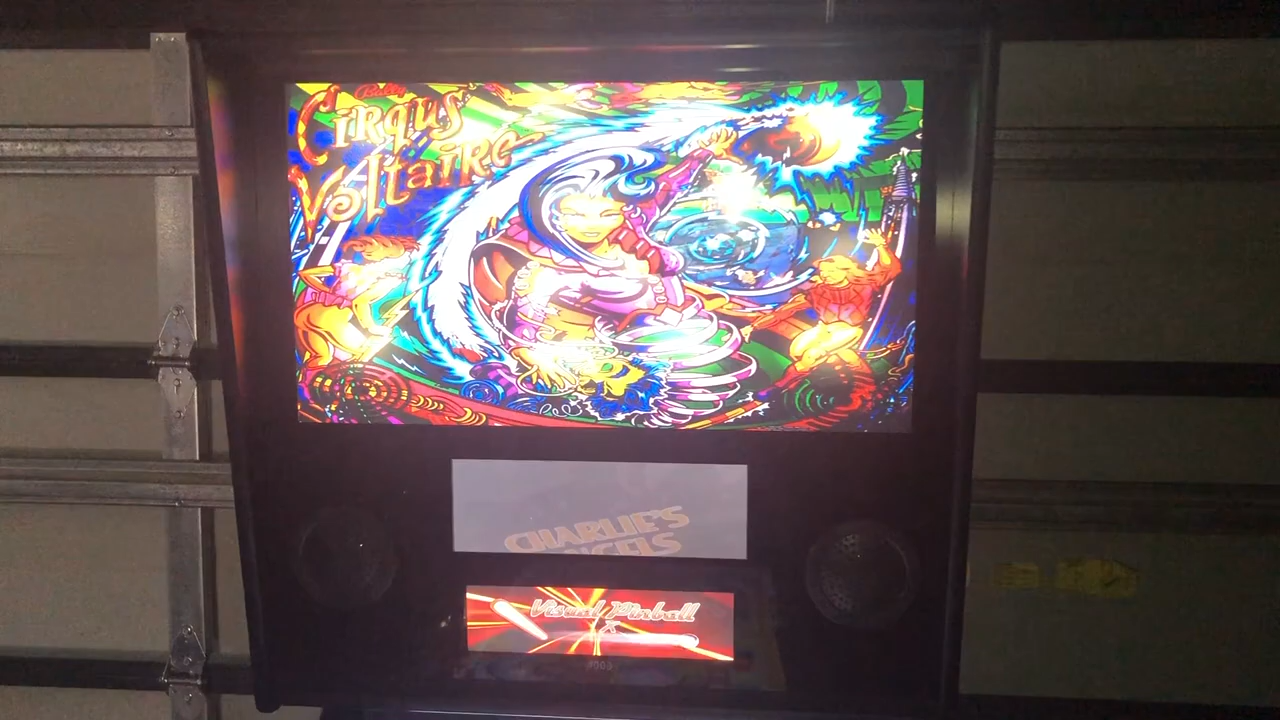 Bally
CIRQUS
VOLTAIRE
CHARLIE'S
ANGELS
Visual Pinball
X